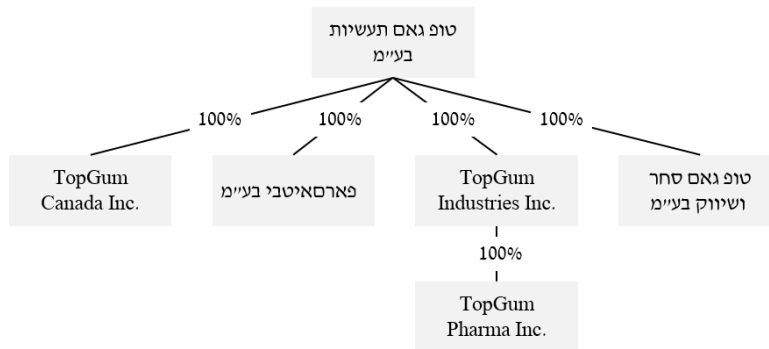 טופ גאם תעשיות
בע״מ
100%
100%
100%
100%
TopGum
Canada Inc.
פארמאיטבי בע״מ
TopGum
Industries Inc.
טופ גאם סחר
ושיווק בע״מ
100%
TopGum
Pharma Inc.